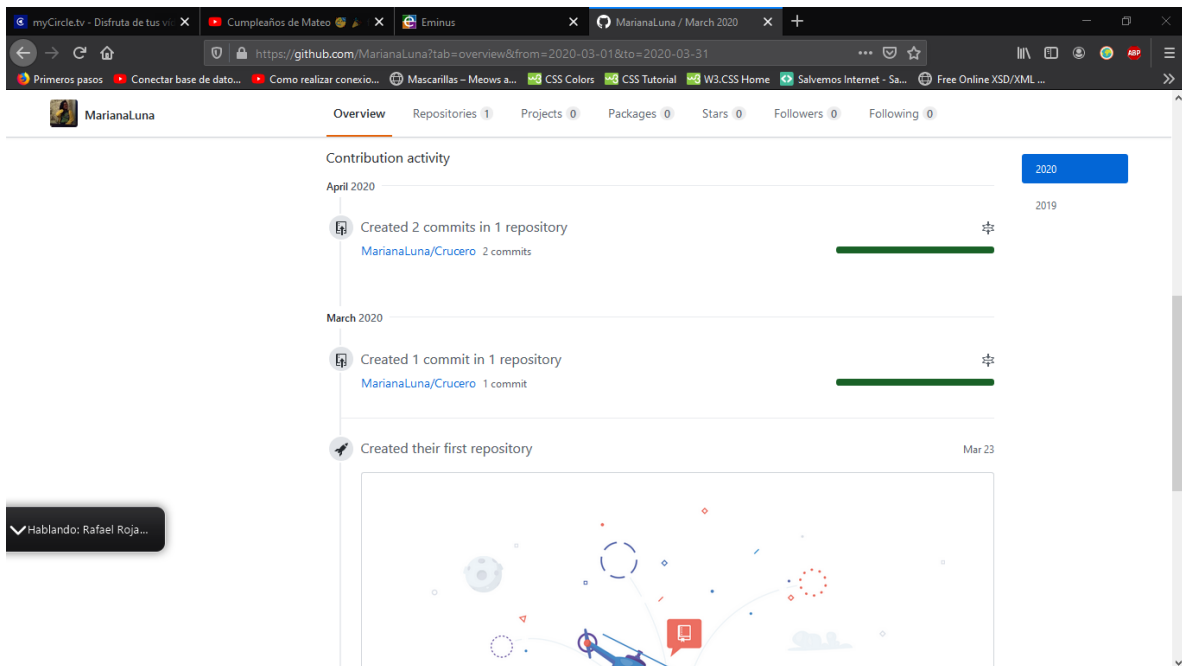 myCircle.tv - Disfruta de tus vi
Cumpleaños de Mateo
Eminus
MarianaLuna / March 2020
https://github.com/MarianaLuna?tab=overview&from=2020-03-01&to=2020-03-31
ABP
Primeros pasos Conectar base de dato... Como realizar conexio... Mascarillas – Meows a... CSS Colors CSS Tutorial W3.CSS Home Salvemos Internet - Sa... Free Online XSD/XML ...
MarianaLuna Overview Repositories 1 Projects 0 Packages 0 Stars 0 Followers 0 Following 0
Contribution activity
2020
April 2020
2019
Created 2 commits in 1 repository
MarianaLuna/Crucero 2 commits
March 2020
Created 1 commit in 1 repository
MarianaLuna/Crucero 1 commit
Created their first repository Mar 23
Hablando: Rafael Roja...